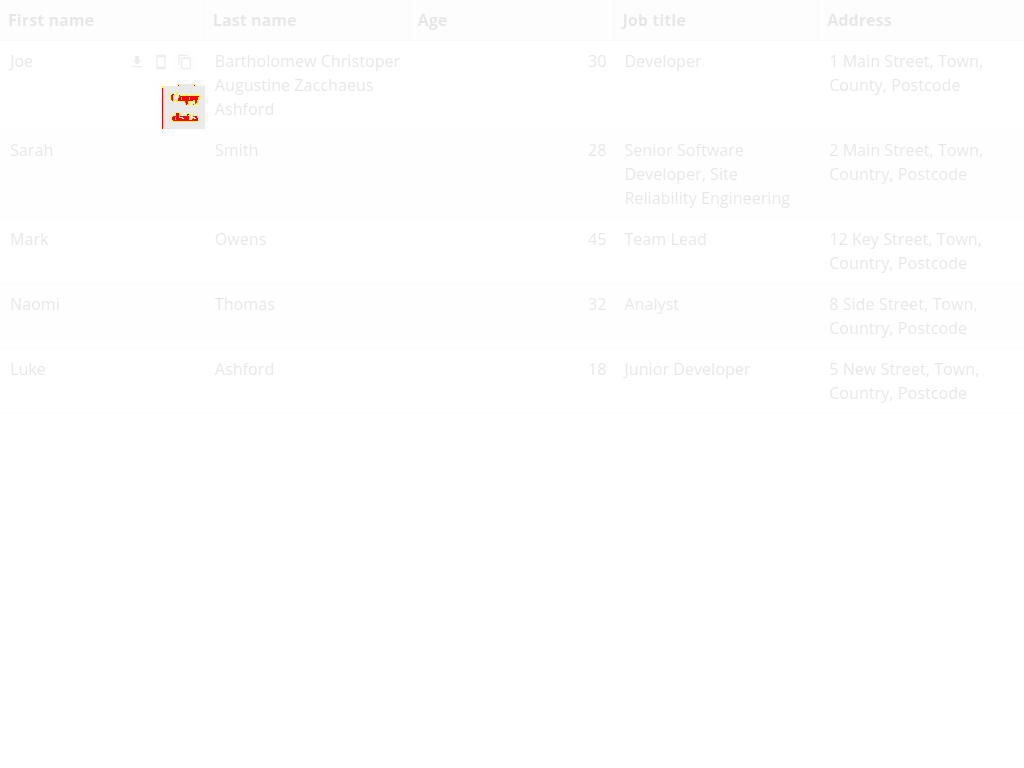 First name Last name Age Job title Address
Joe Bartholomew Christoper 30 Developer 1 Main Street, Town,
Augustine Zacchaeus County, Postcode
Copy Ashford
data
Sarah Smith 28 Senior Software 2 Main Street, Town,
Developer, Site Country, Postcode
Reliability Engineering
Mark Owens 45 Team Lead 12 Key Street, Town,
Country, Postcode
Naomi Thomas 32 Analyst 8 Side Street, Town,
Country, Postcode
Luke Ashford 18 Junior Developer 5 New Street, Town,
Country, Postcode